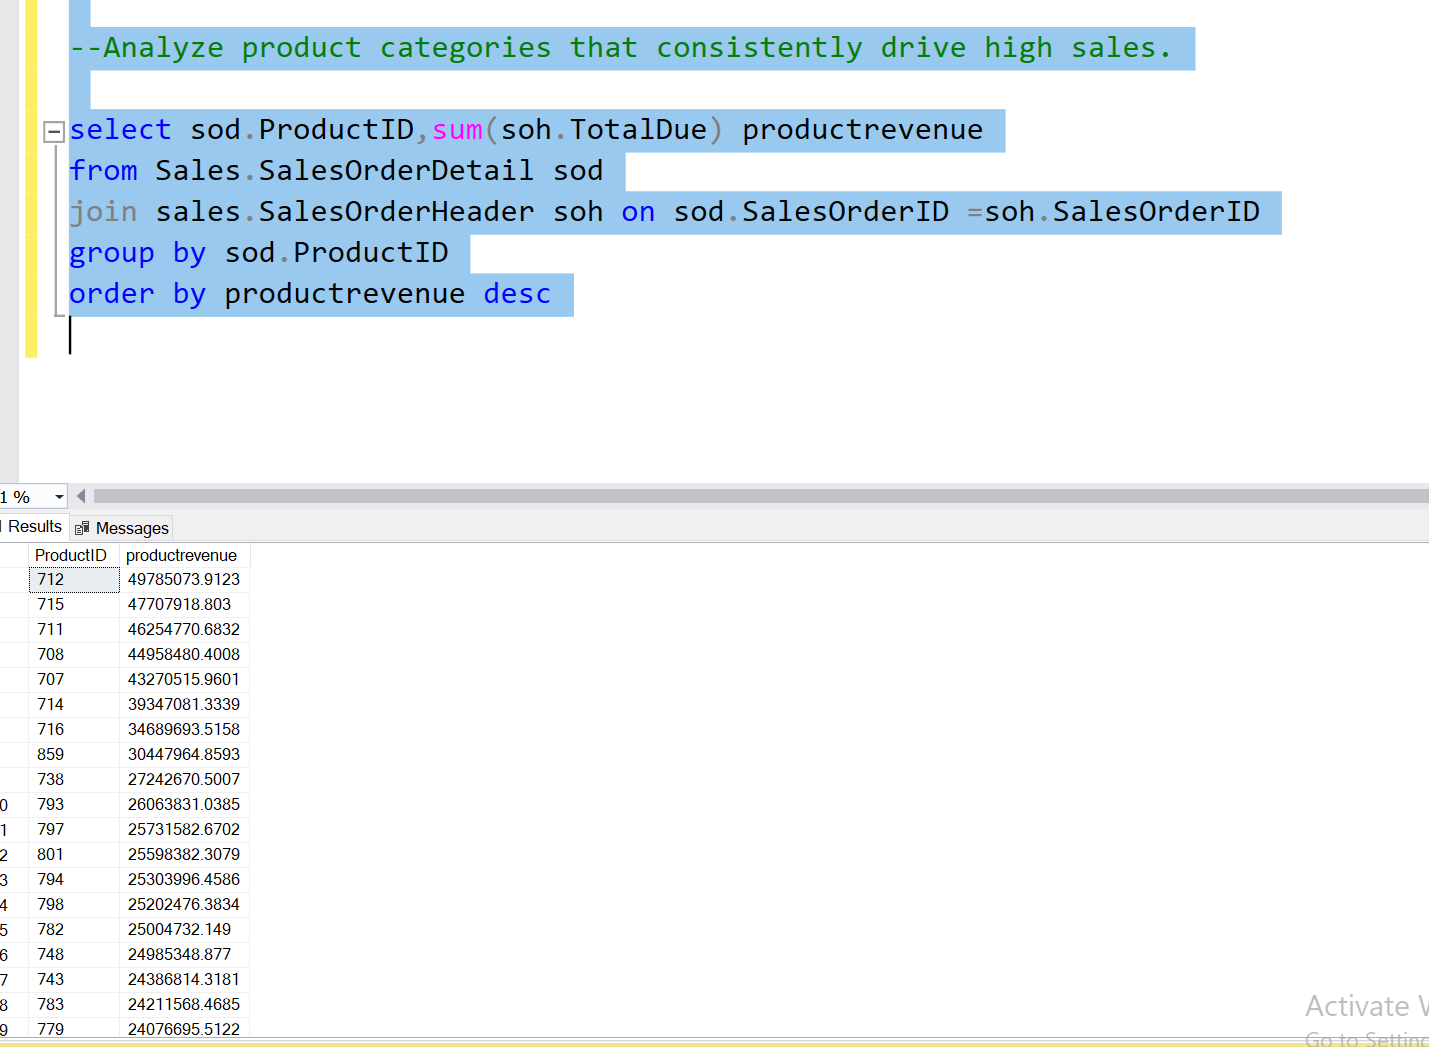 --Analyze product categories that consistently drive high sales.
select sod.ProductID,sum(soh.TotalDue) productrevenue
from Sales.SalesOrderDetail sod
join sales.SalesOrderHeader soh on sod.SalesOrderID =soh.SalesOrderID
group by sod.ProductID
order by productrevenue desc
1 %
Results Messages
ProductID productrevenue
712 49785073.9123
715 47707918.803
711 46254770.6832
708 44958480.4008
707 43270515.9601
714 39347081.3339
716 34689693.5158
859 30447964.8593
738 27242670.5007
0 793 26063831.0385
1 797 25731582.6702
2 801 25598382.3079
3 794 25303996.4586
4 798 25202476.3834
5 782 25004732.149
6 748 24985348.877
7 743 24386814.3181
8 783 24211568.4685
9 779 24076695.5122
Activate
Go to Setting